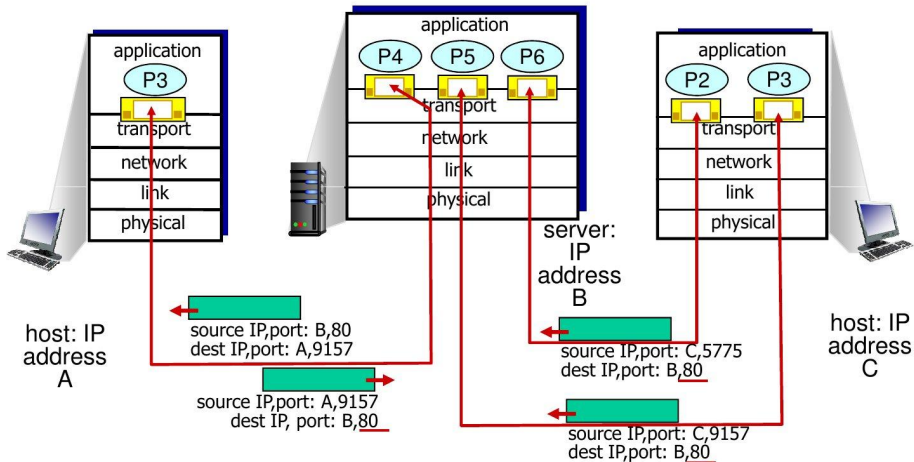 application
P3
transport
network
link
physical
application
P4 P5 P6
transport
network
link
physical
application
P2 P3
transport
network
link
physical
server:
IP
address
B
host: IP
address
A
source IP,port: B,80
dest IP,port: A,9157
source IP,port: A,9157
dest IP, port: B,80
source IP,port: C,5775
dest IP,port: B,80
source IP,port: C,9157
dest IP,port: B,80
host: IP
address
C